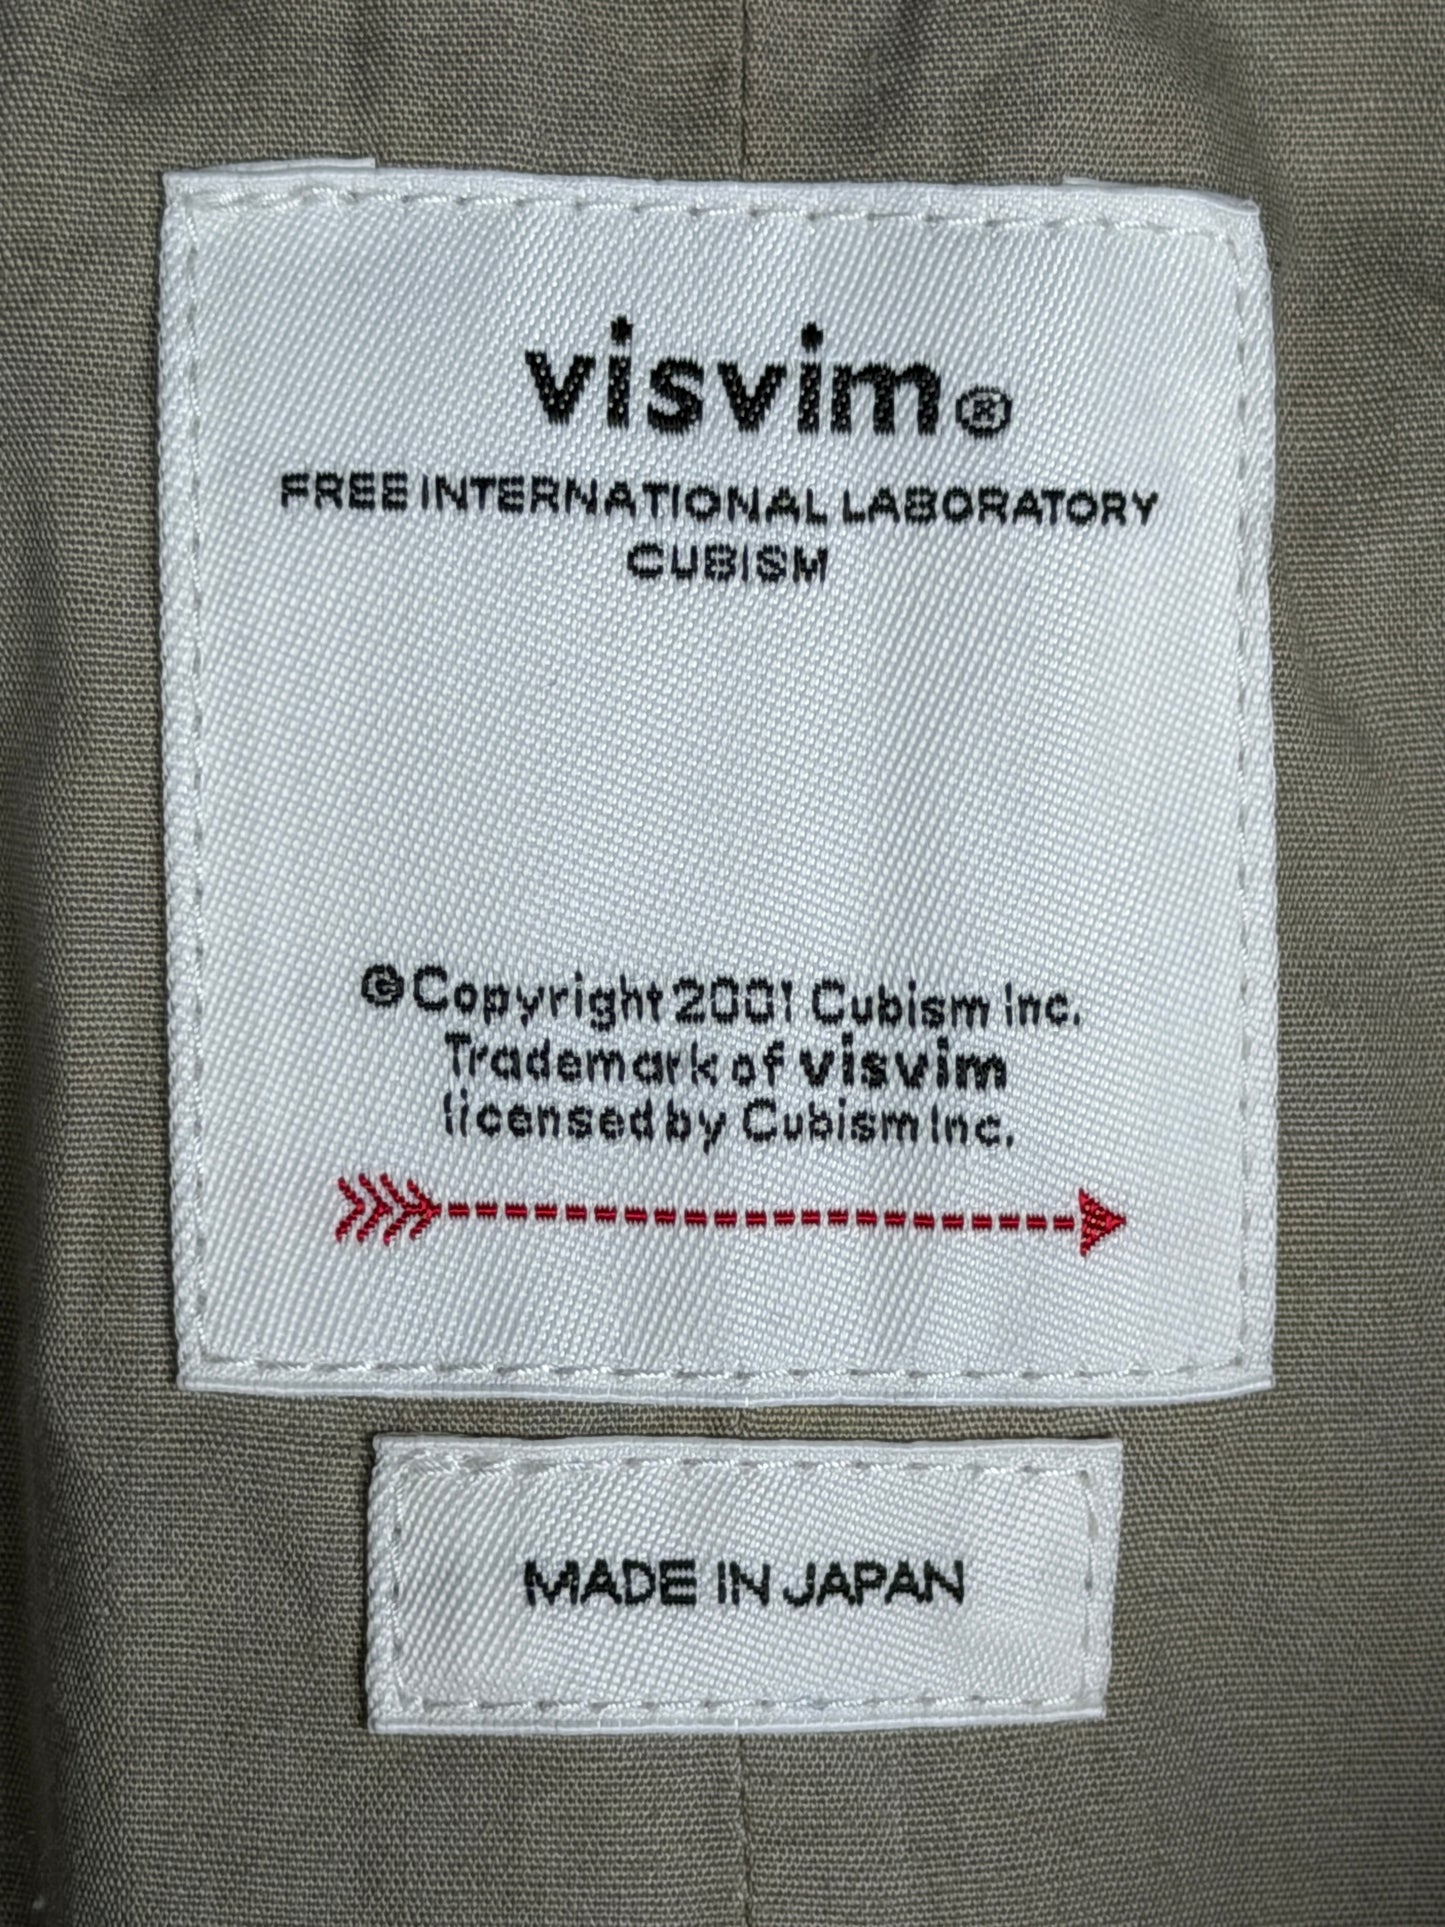 visvim®
FREE INTERNATIONAL LABORATORY
CUBISM
©Copyright 2001 Cubism Inc.
Trademark of visvim
licensed by Cubism Inc.
MADE IN JAPAN